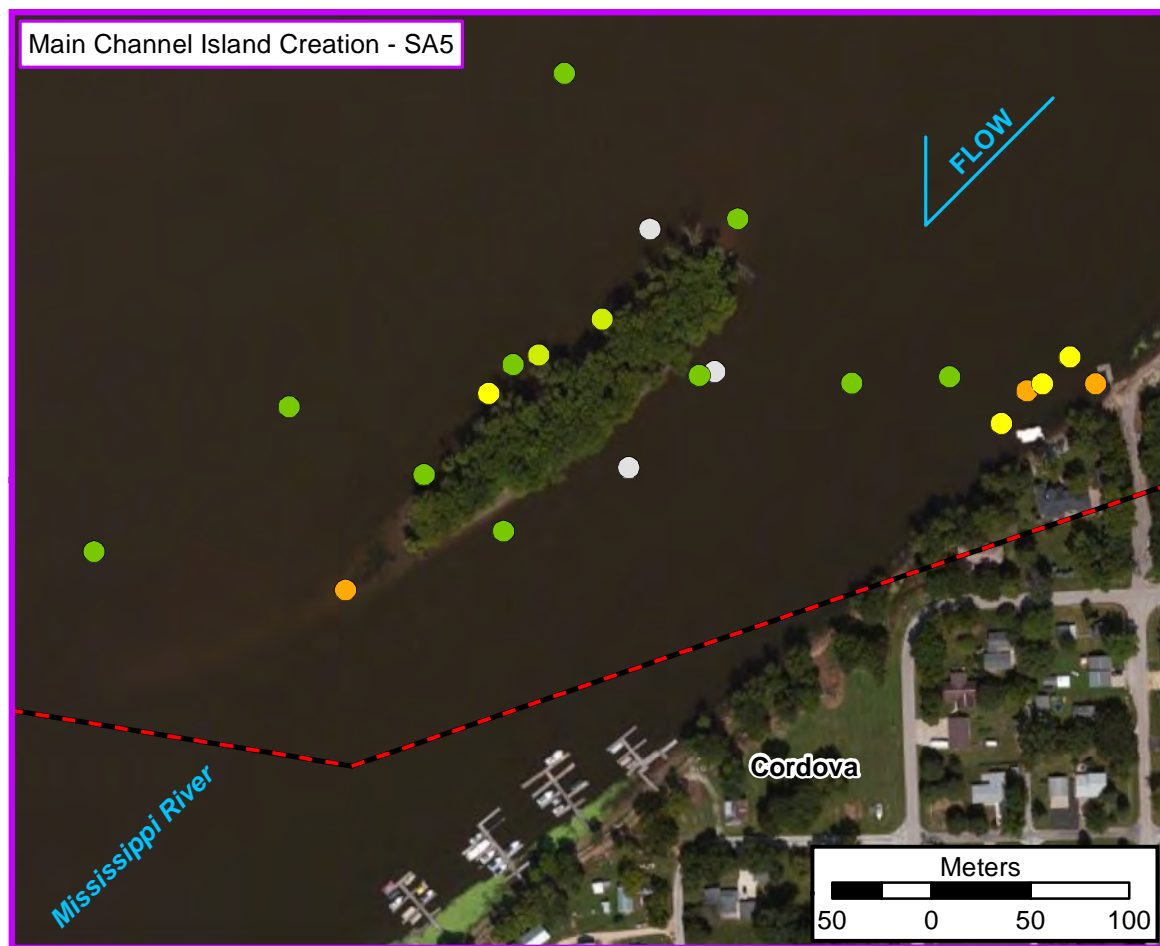 Main Channel Island Creation - SA5
FLOW
Cordova
Mississippi River
Meters
50 0 50 100